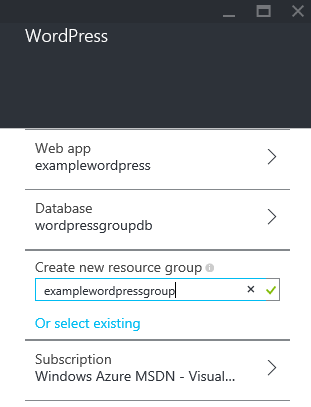 WordPress
Web app
examplewordpress
Database
wordpressgroupdb
Create new resource group
examplewordpressgroup
Or select existing
Subscription
Windows Azure MSDN - Visual...